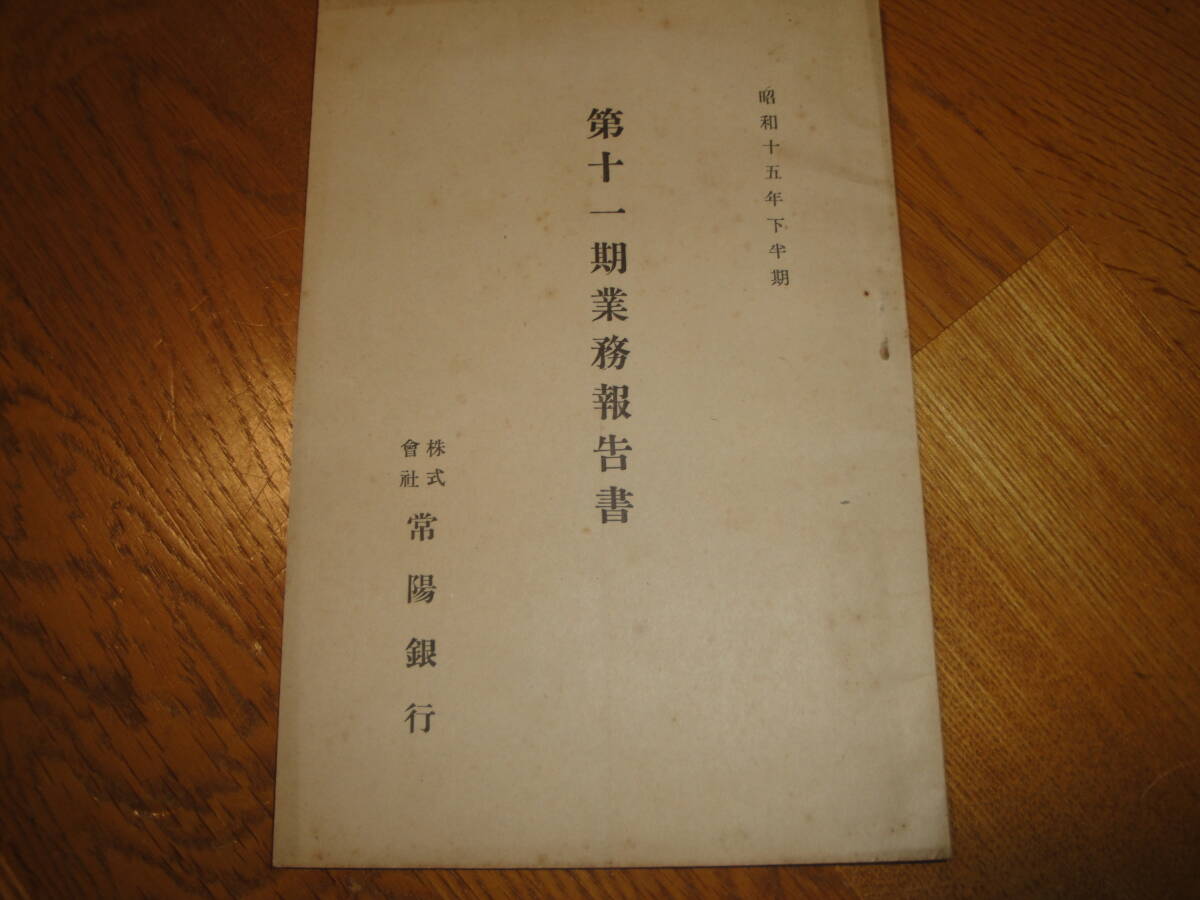 昭和十五年下半期
第十一期業務報告書
株式會社常陽銀行